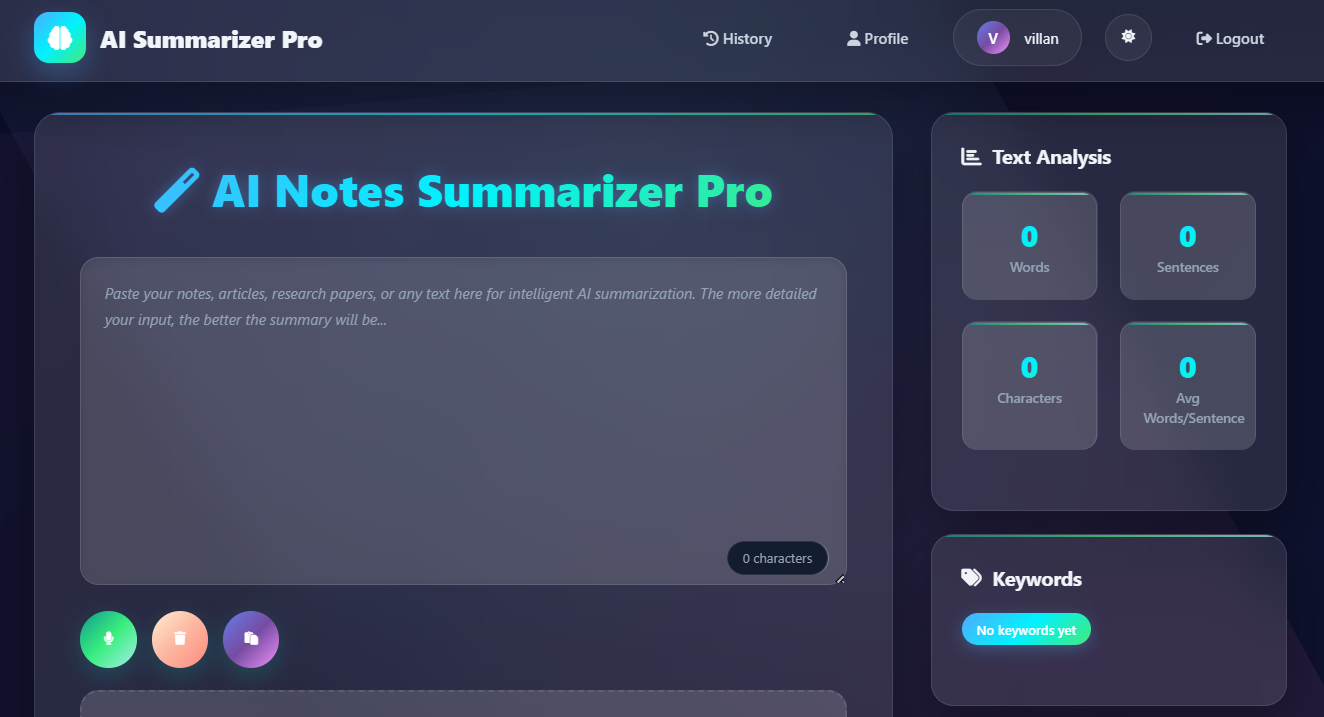 AI Summarizer Pro
History
Profile
V
villan
Logout
AI Notes Summarizer Pro
Paste your notes, articles, research papers, or any text here for intelligent AI summarization. The more detailed
your input, the better the summary will be...
0 characters
Text Analysis
0
Words
0
Sentences
0
Characters
0
Avg
Words/Sentence
Keywords
No keywords yet